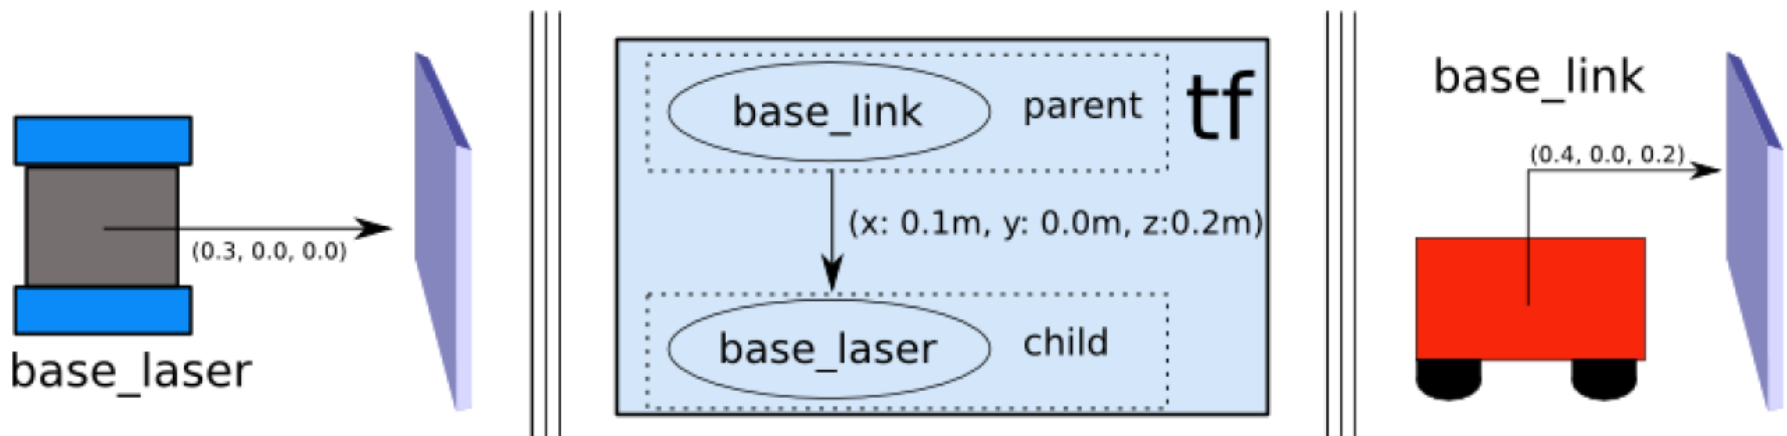 (0.3, 0.0, 0.0)
base_laser
base_link parent
tf
(x: 0.1m, y: 0.0m, z:0.2m)
base_laser child
base_link
(0.4, 0.0, 0.2)